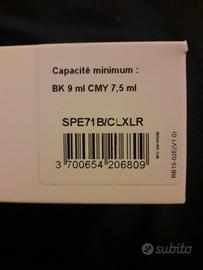 Capacité minimum :
BK 9 ml CMY 7,5 ml
SPE71B/CLXLR
3 700654 206809
RB15-02E(V1.0)
subito